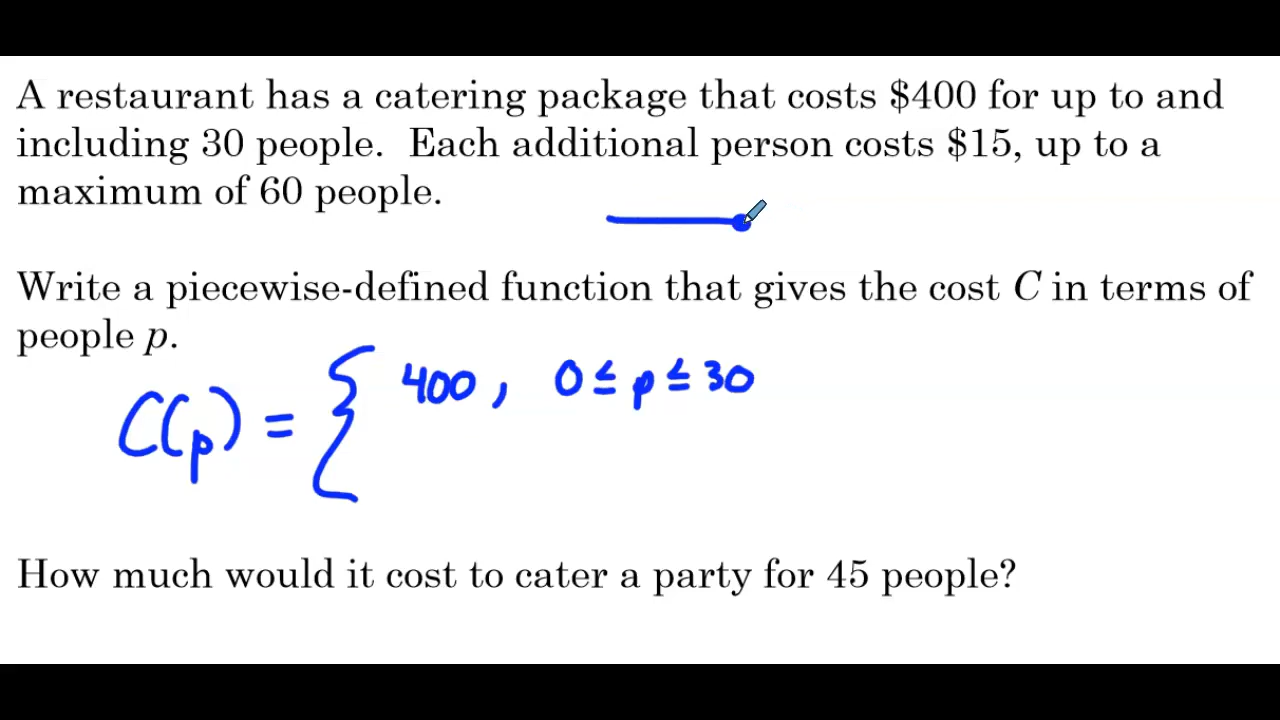 A restaurant has a catering package that costs $400 for up to and
including 30 people.  Each additional person costs $15, up to a
maximum of 60 people.
Write a piecewise-defined function that gives the cost C in terms of
people p.
C(p) = { 400 ,  0 ≤ p ≤ 30
How much would it cost to cater a party for 45 people?